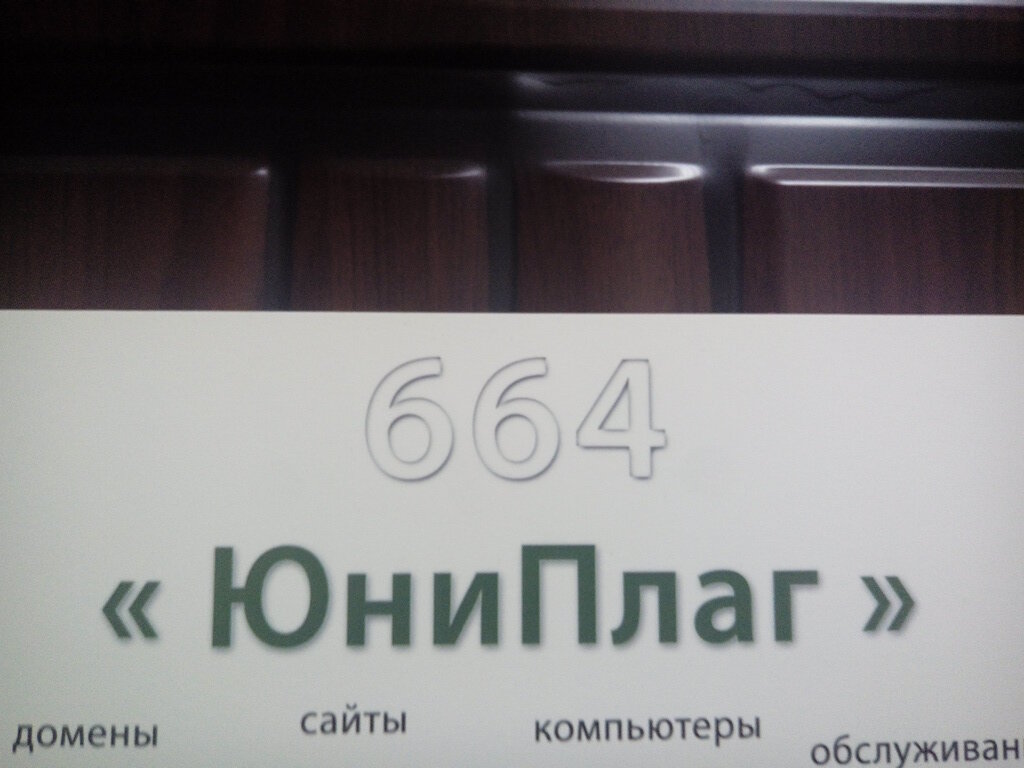 664
« ЮниПлаг »
домены сайты компьютеры обслуживан